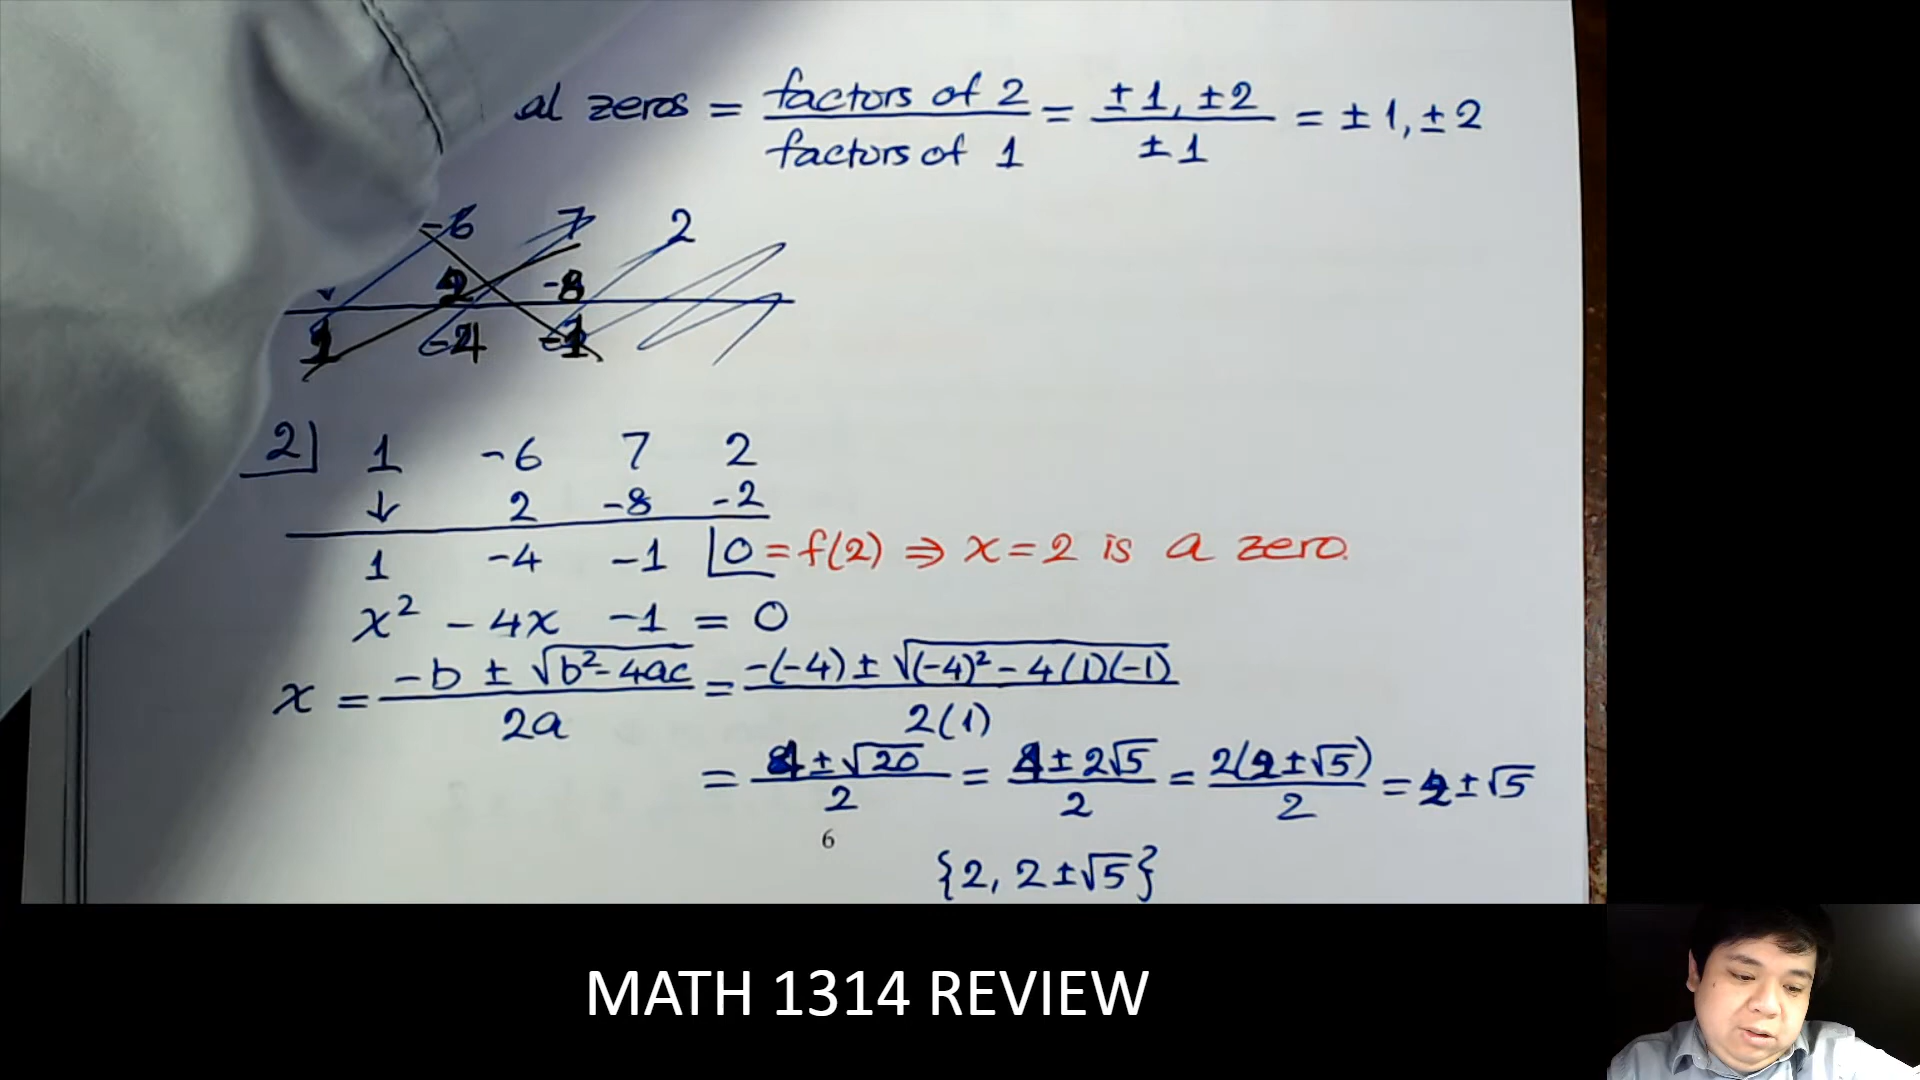 al zeros = factors of 2 / factors of 1 = ±1, ±2 / ±1 = ±1, ±2
-6 7 2
-8
2⌋ 1 -6 7 2
↓ 2 -8 -2
1 -4 -1 ⌊0 = f(2) ⇒ x = 2 is a zero.
x² - 4x -1 = 0
x = -b ± √b²-4ac / 2a = -(-4) ± √(-4)² - 4(1)(-1) / 2(1)
= 4 ± √20 / 2 = 4 ± 2√5 / 2 = 2(2 ± √5) / 2 = 2 ± √5
6
{2, 2 ± √5}
MATH 1314 REVIEW